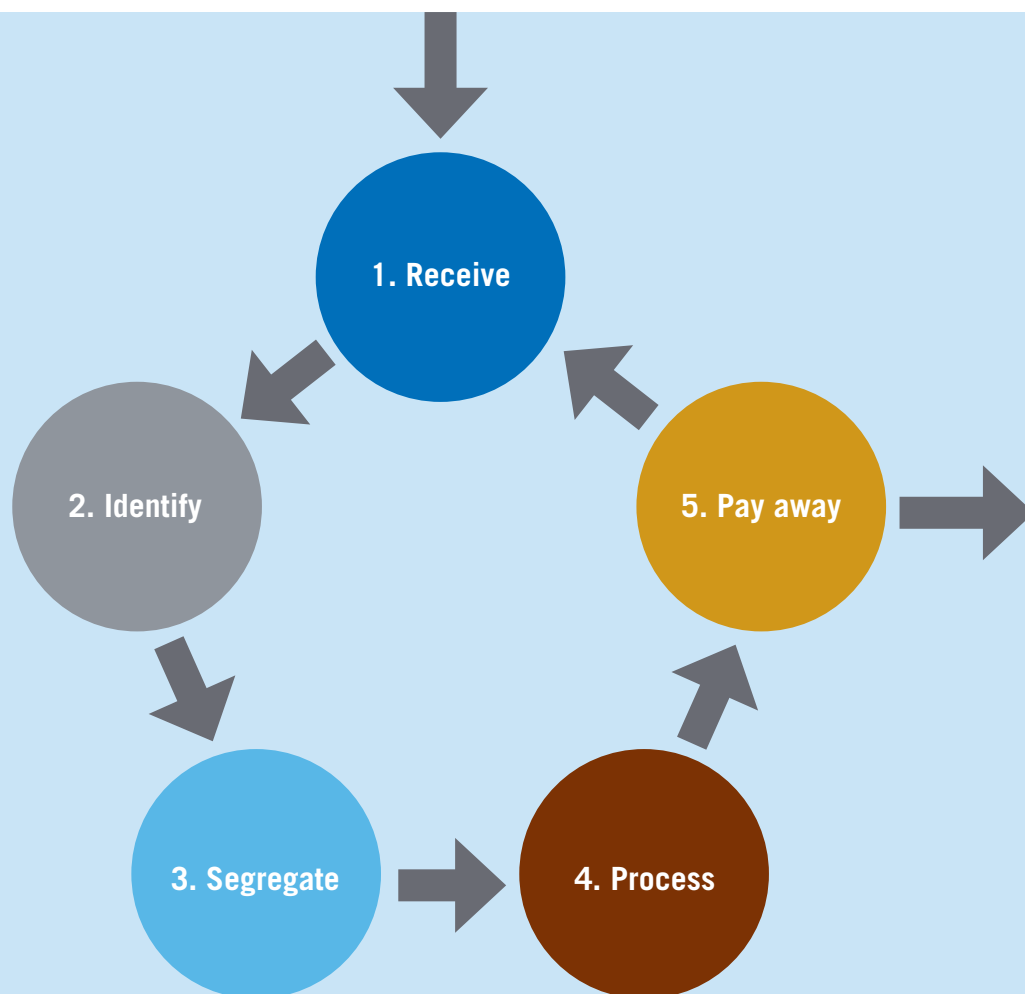 1. Receive
2. Identify
5. Pay away
3. Segregate
4. Process